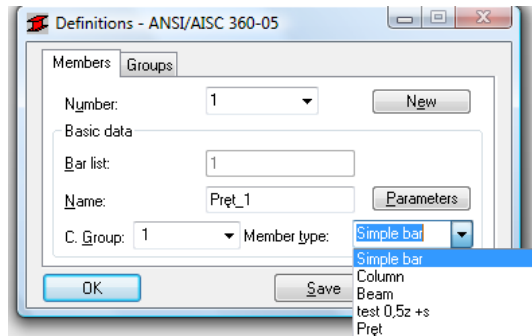 Definitions - ANSI/AISC 360-05
Members Groups
Number: 1 New
Basic data
Bar list: 1
Name: Pręt_1 Parameters
C. Group: 1 Member type: Simple bar
Simple bar
Column
OK Save Beam
test 0,5z +s
Pręt